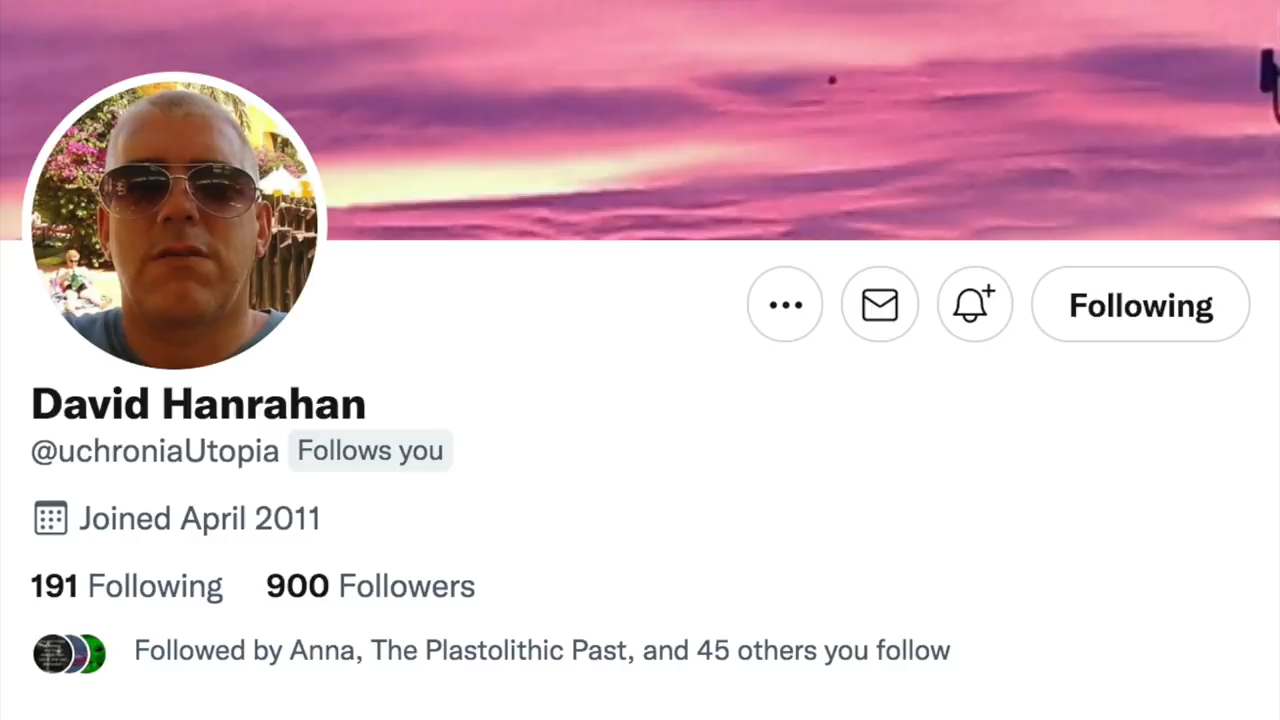 Following
David Hanrahan
@uchroniaUtopia Follows you
Joined April 2011
191 Following 900 Followers
Followed by Anna, The Plastolithic Past, and 45 others you follow